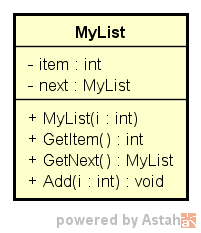 MyList
- item : int
- next : MyList
+ MyList(i : int)
+ GetItem() : int
+ GetNext() : MyList
+ Add(i : int) : void
powered by Astah